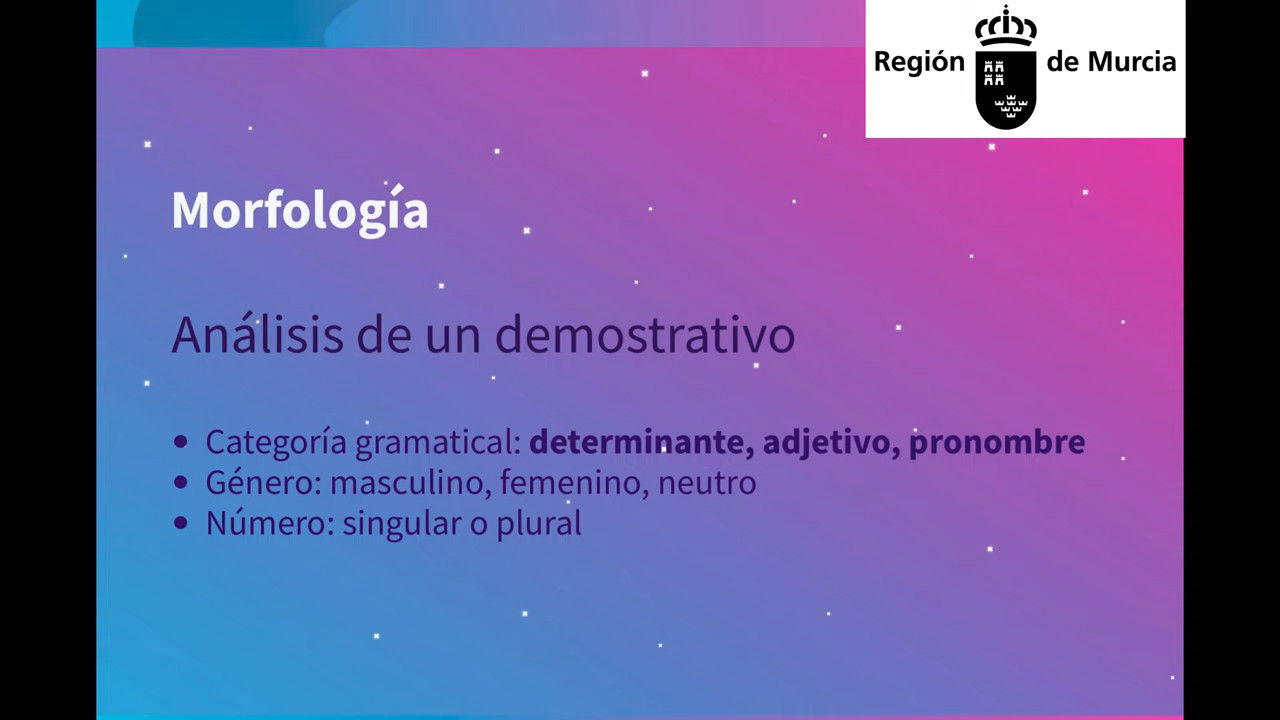 Región de Murcia
Morfología
Análisis de un demostrativo
• Categoría gramatical: determinante, adjetivo, pronombre
• Género: masculino, femenino, neutro
• Número: singular o plural